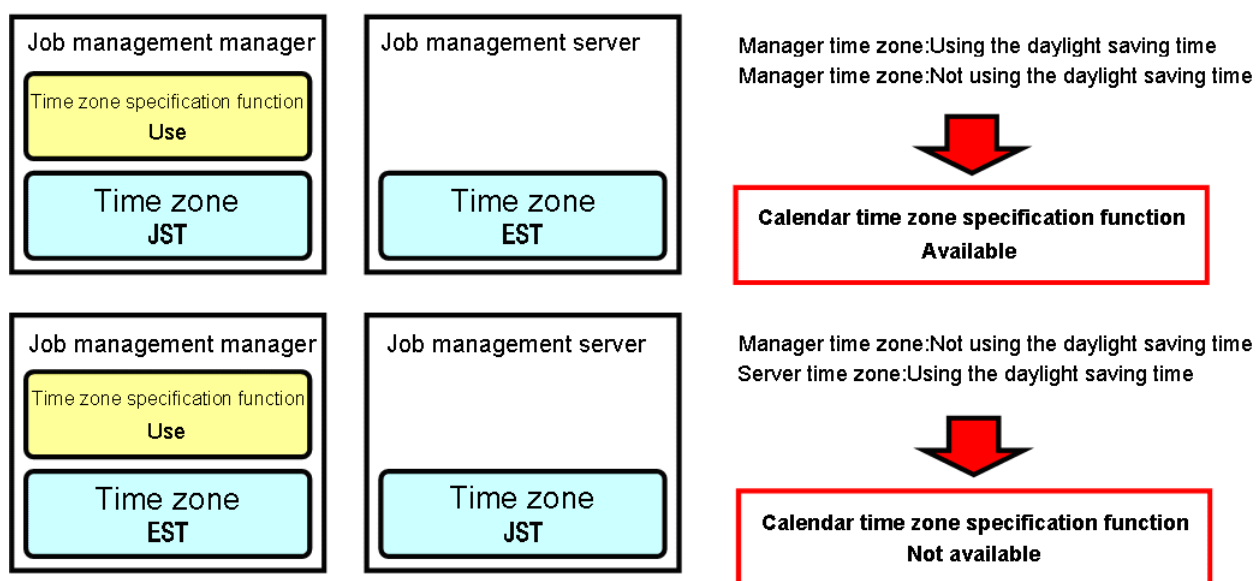 Job management manager
Time zone specification function
Use
Time zone
JST
Job management server
Time zone
EST
Manager time zone:Using the daylight saving time
Manager time zone:Not using the daylight saving time
Calendar time zone specification function
Available
Job management manager
Time zone specification function
Use
Time zone
EST
Job management server
Time zone
JST
Manager time zone:Not using the daylight saving time
Server time zone:Using the daylight saving time
Calendar time zone specification function
Not available